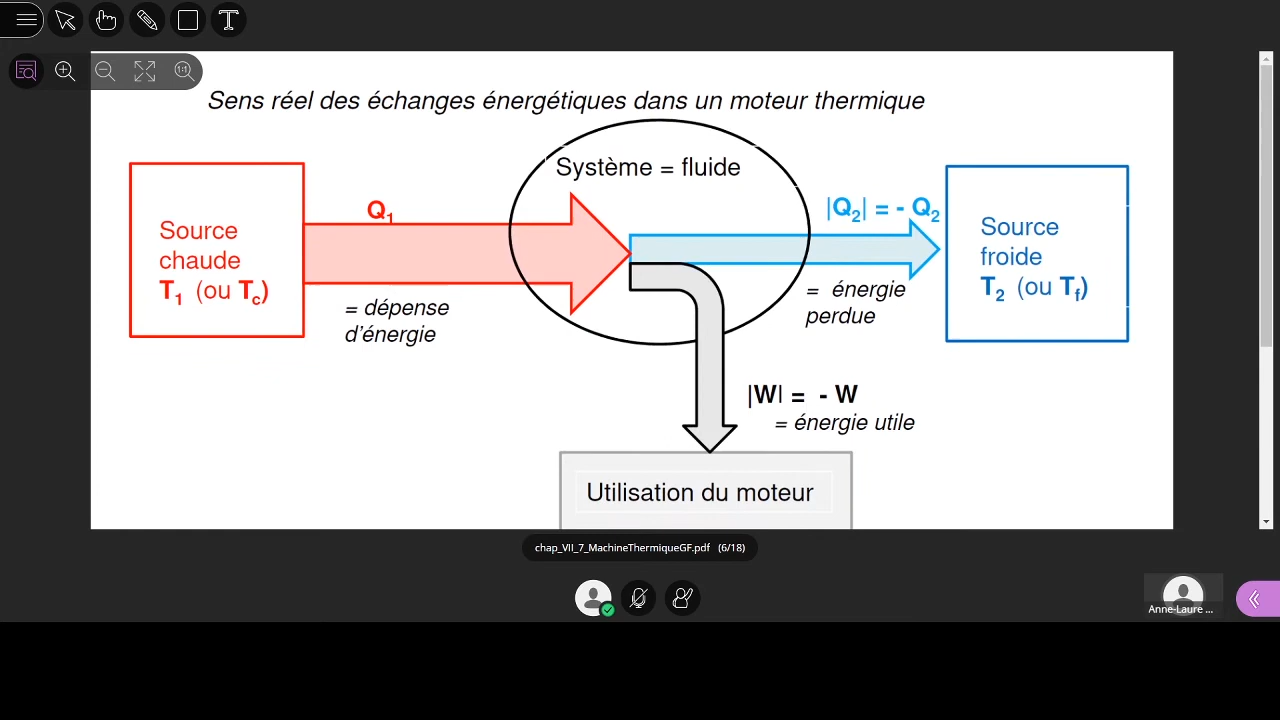 T
1:1
Sens réel des échanges énergétiques dans un moteur thermique
Système = fluide
Q1
|Q2| = - Q2
Source
chaude
T1 (ou Tc)
Source
froide
T2 (ou Tf)
= dépense
d'énergie
= énergie
perdue
|W| = - W
= énergie utile
Utilisation du moteur
chap_VII_7_MachineThermiqueGF.pdf (6/18)
Anne-Laure ...